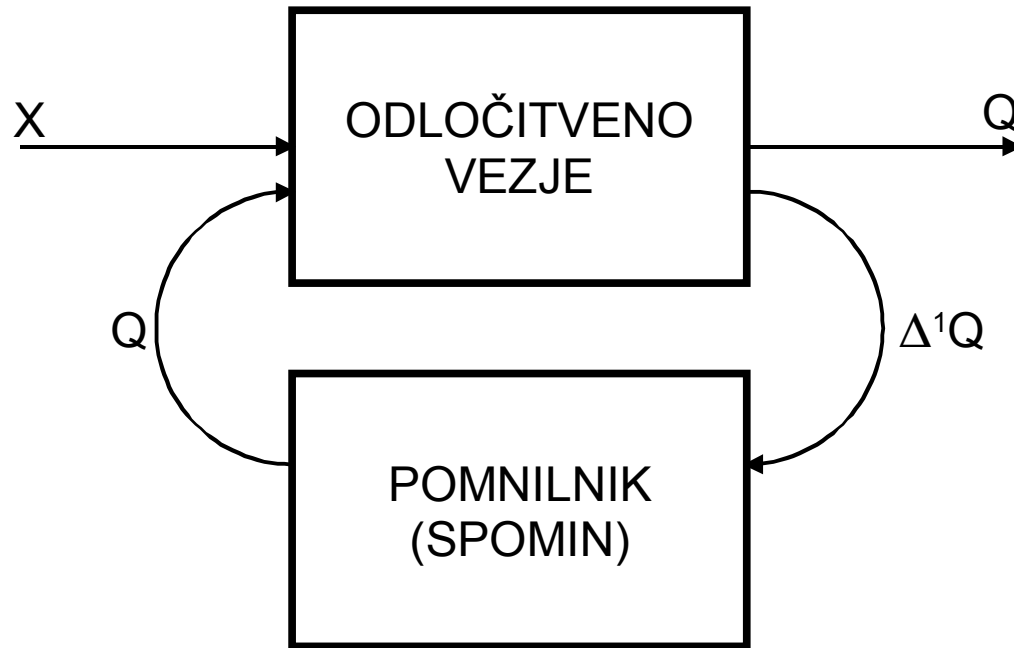 X
ODLOČITVENO
VEZJE
Q
Q
Δ¹Q
POMNILNIK
(SPOMIN)